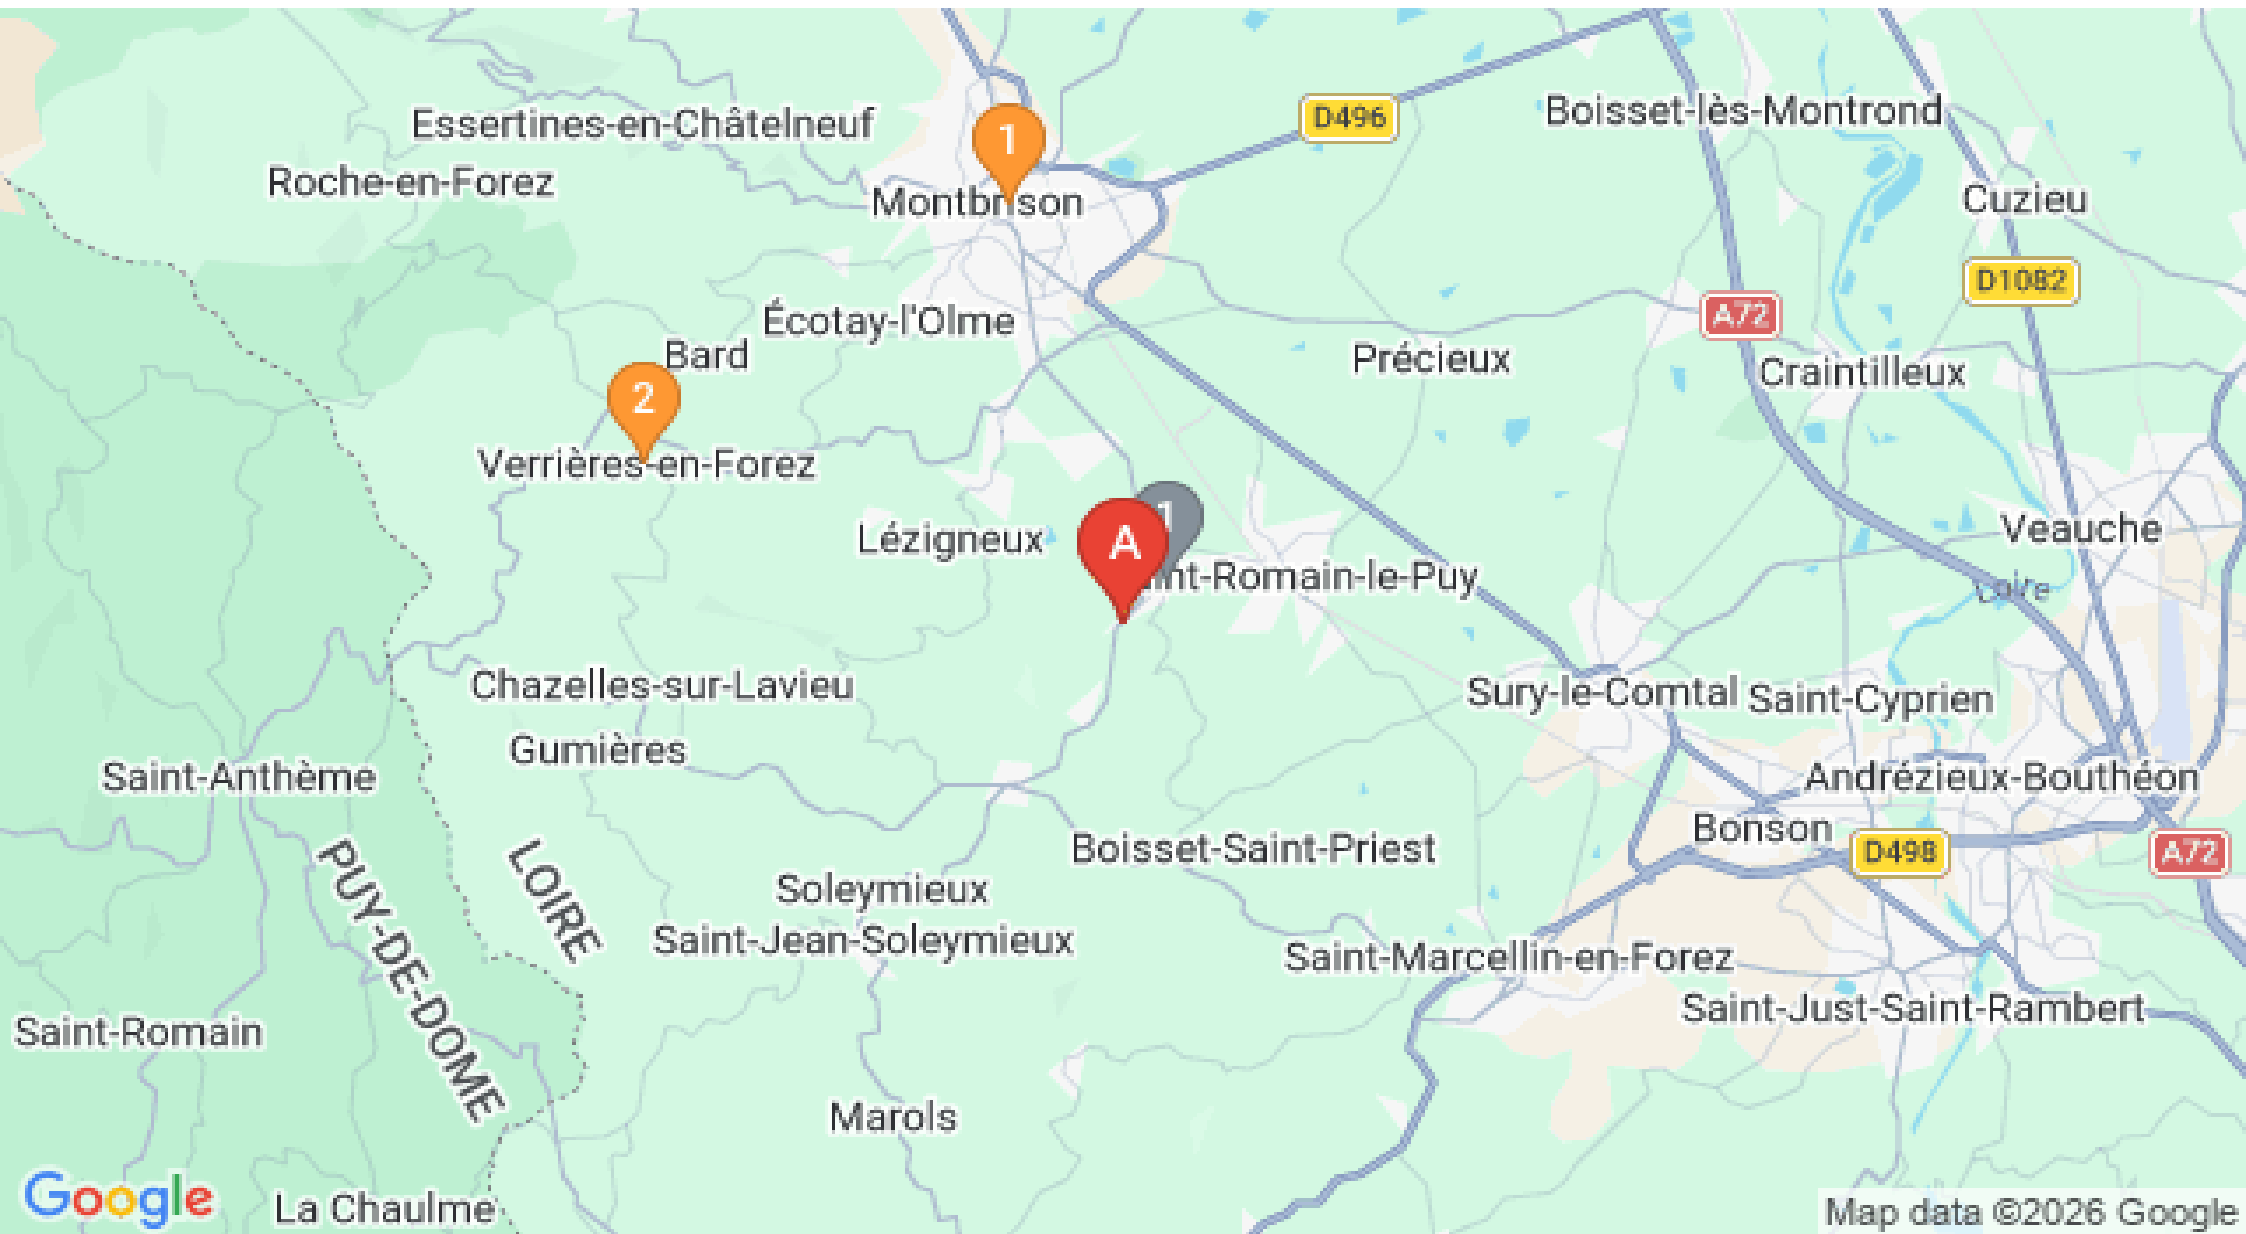 Essertines-en-Châtelneuf
Roche-en-Forez
1
Montbrison
D496
Boisset-lès-Montrond
Cuzieu
D1082
A72
Écotay-l'Olme
Bard
Précieux
Craintilleux
2
Verrières-en-Forez
Lézigneux
1
A
int-Romain-le-Puy
Veauche
Loire
Chazelles-sur-Lavieu
Sury-le-Comtal
Saint-Cyprien
Gumières
Saint-Anthème
Andrézieux-Bouthéon
Bonson
D498
A72
PUY-DE-DOME
LOIRE
Boisset-Saint-Priest
Soleymieux
Saint-Jean-Soleymieux
Saint-Marcellin-en-Forez
Saint-Just-Saint-Rambert
Saint-Romain
Marols
Google
La Chaulme
Map data ©2026 Google